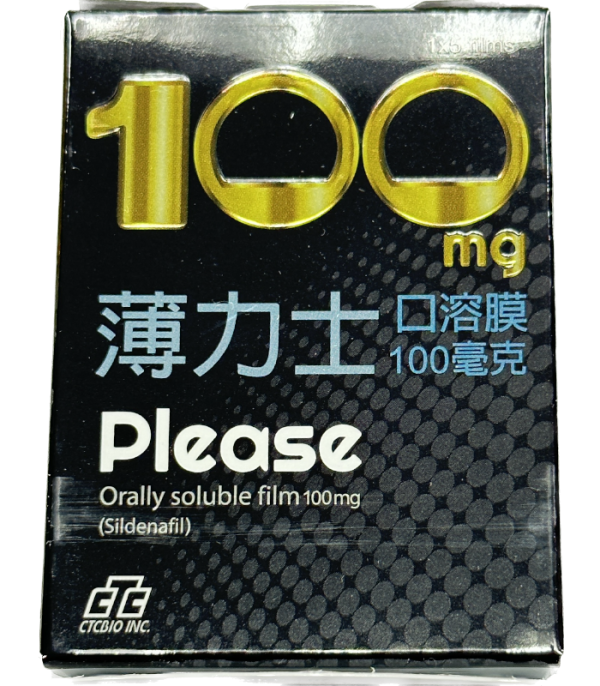 1x5 films
100
mg
薄力士
口溶膜
100毫克
Please
Orally soluble film 100mg
(Sildenafil)
CTC
CTCBIO INC.